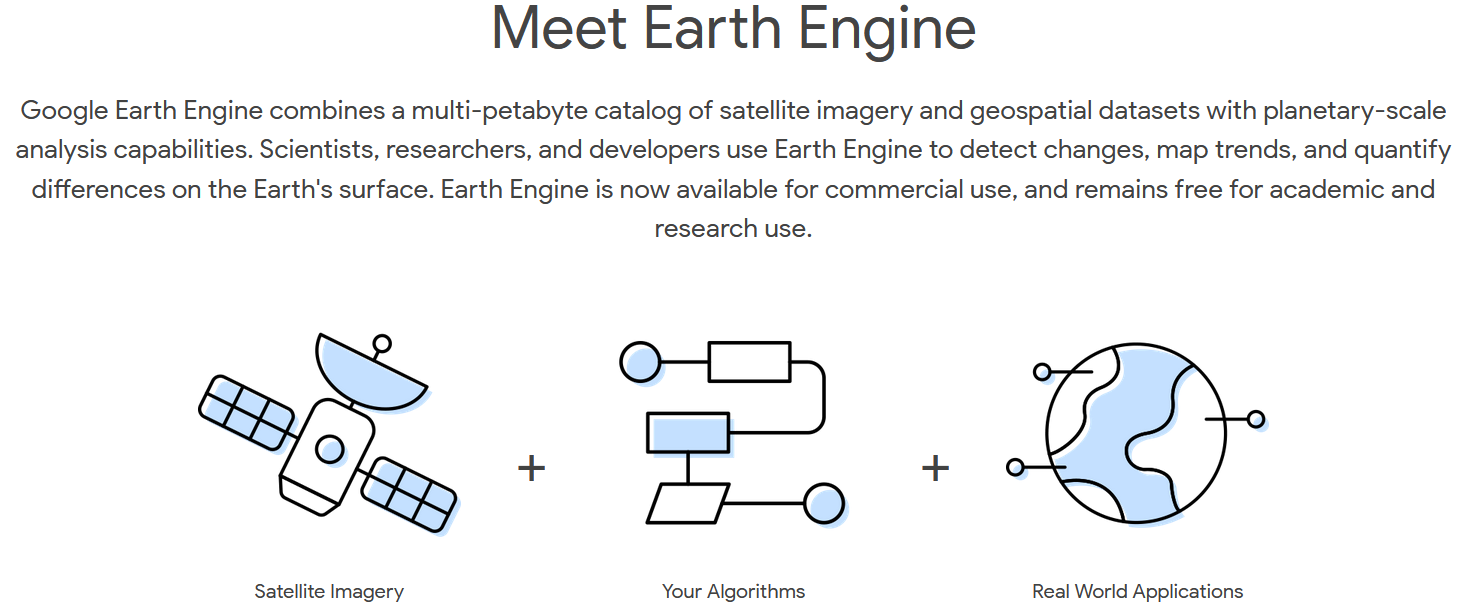 Meet Earth Engine
Google Earth Engine combines a multi-petabyte catalog of satellite imagery and geospatial datasets with planetary-scale
analysis capabilities. Scientists, researchers, and developers use Earth Engine to detect changes, map trends, and quantify
differences on the Earth's surface. Earth Engine is now available for commercial use, and remains free for academic and
research use.
+ +
Satellite Imagery Your Algorithms Real World Applications